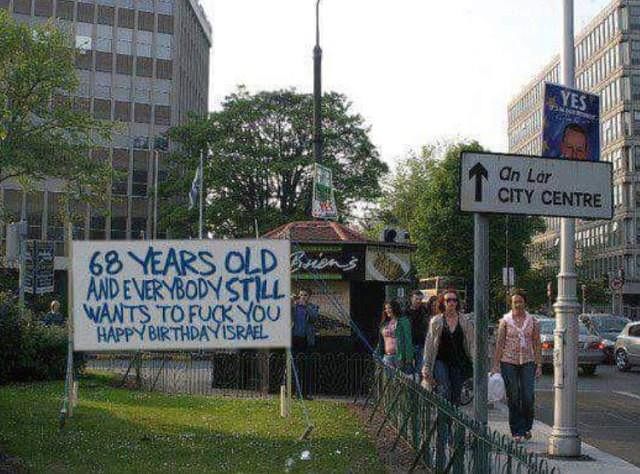 68 YEARS OLD
AND EVERYBODY STILL
WANTS TO FUCK YOU
HAPPY BIRTHDAY ISRAEL
YES
An Lar
CITY CENTRE